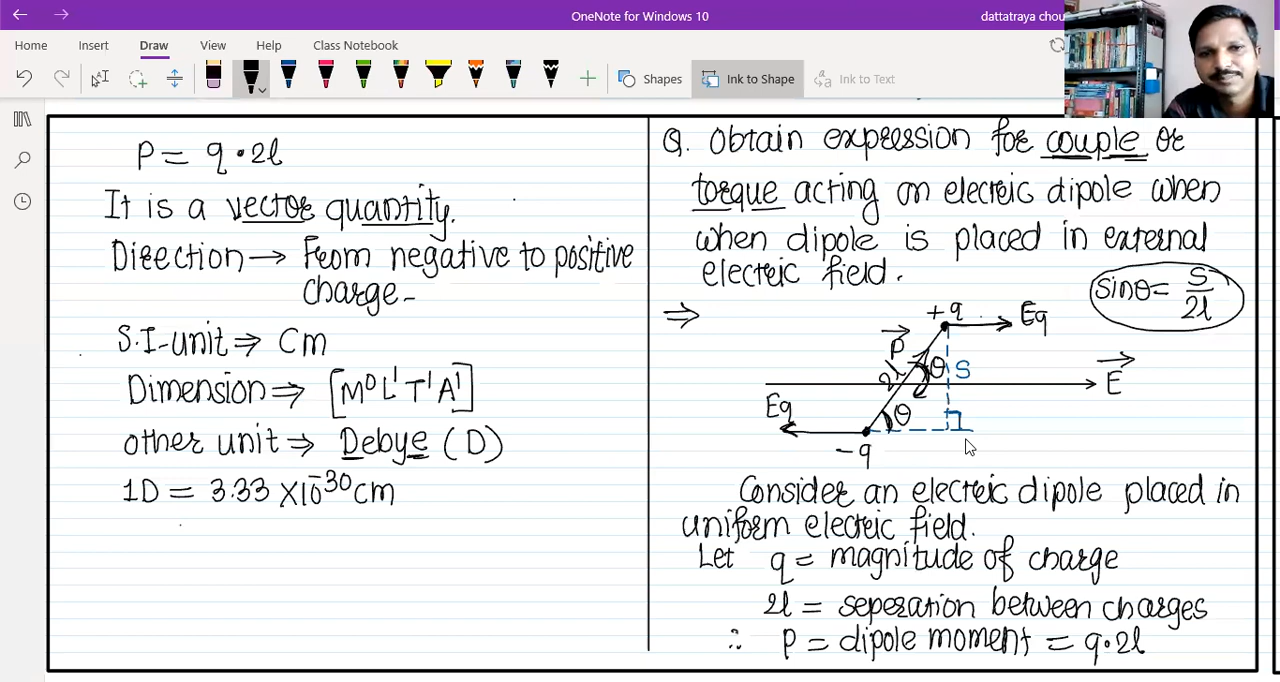 OneNote for Windows 10
dattatraya chou
Home Insert Draw View Help Class Notebook
Shapes Ink to Shape Ink to Text
P = q · 2l
It is a vector quantity.
Direction → From negative to positive
charge-
S.I-unit ⇒ Cm
Dimension ⇒ [M⁰L¹T¹A¹]
other unit ⇒ Debye (D)
1D = 3.33 × 10⁻³⁰ cm
Q. Obtain expression for couple or
torque acting on electric dipole when
when dipole is placed in external
electric field.
sinθ = S/2l
⇒
+q
Eq
P
2l
θ
S
E
Eq
θ
-q
Consider an electric dipole placed in
uniform electric field.
Let q = magnitude of charge
2l = seperation between charges
∴ P = dipole moment = q·2l